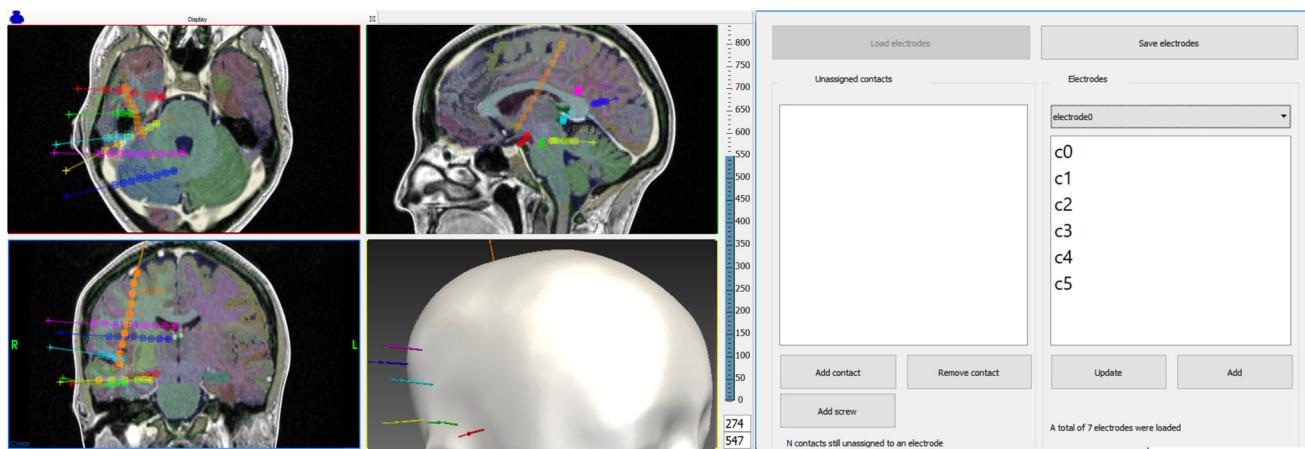 Display
Load electrodes
Save electrodes
Unassigned contacts
Electrodes
electrode0
c0
c1
c2
c3
c4
c5
Add contact
Remove contact
Update
Add
Add screw
N contacts still unassigned to an electrode
A total of 7 electrodes were loaded
800
750
700
650
600
550
500
450
400
350
300
250
200
150
100
50
0
274
547
R
L
Coror